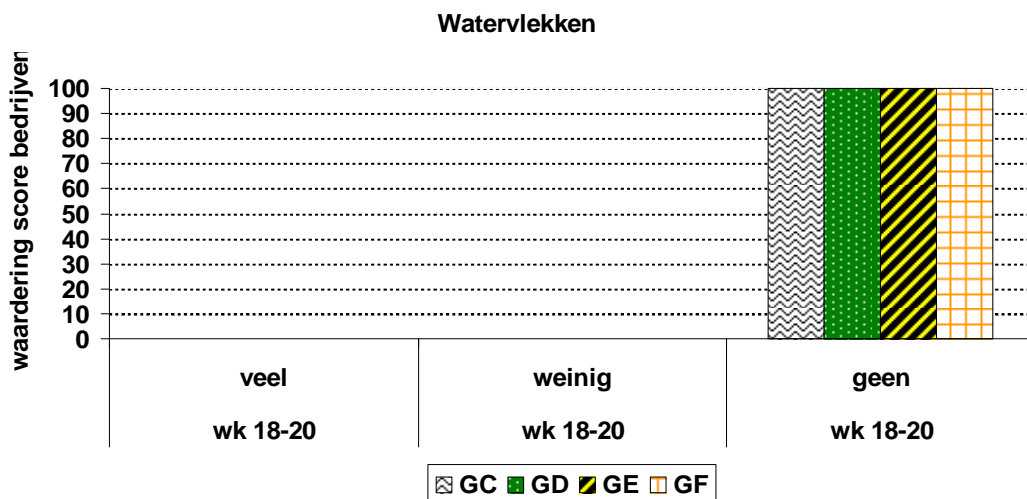 Watervlekken
waardering score bedrijven
100
90
80
70
60
50
40
30
20
10
0
veel weinig geen
wk 18-20 wk 18-20 wk 18-20
GC GD GE GF